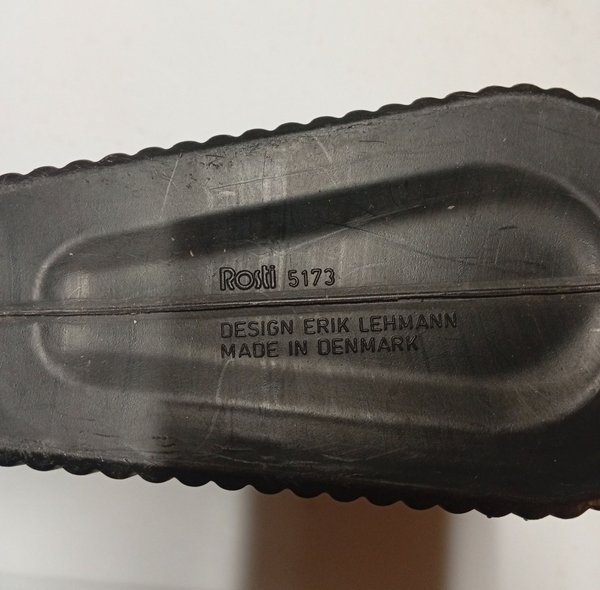 Rosti 5173
DESIGN ERIK LEHMANN
MADE IN DENMARK